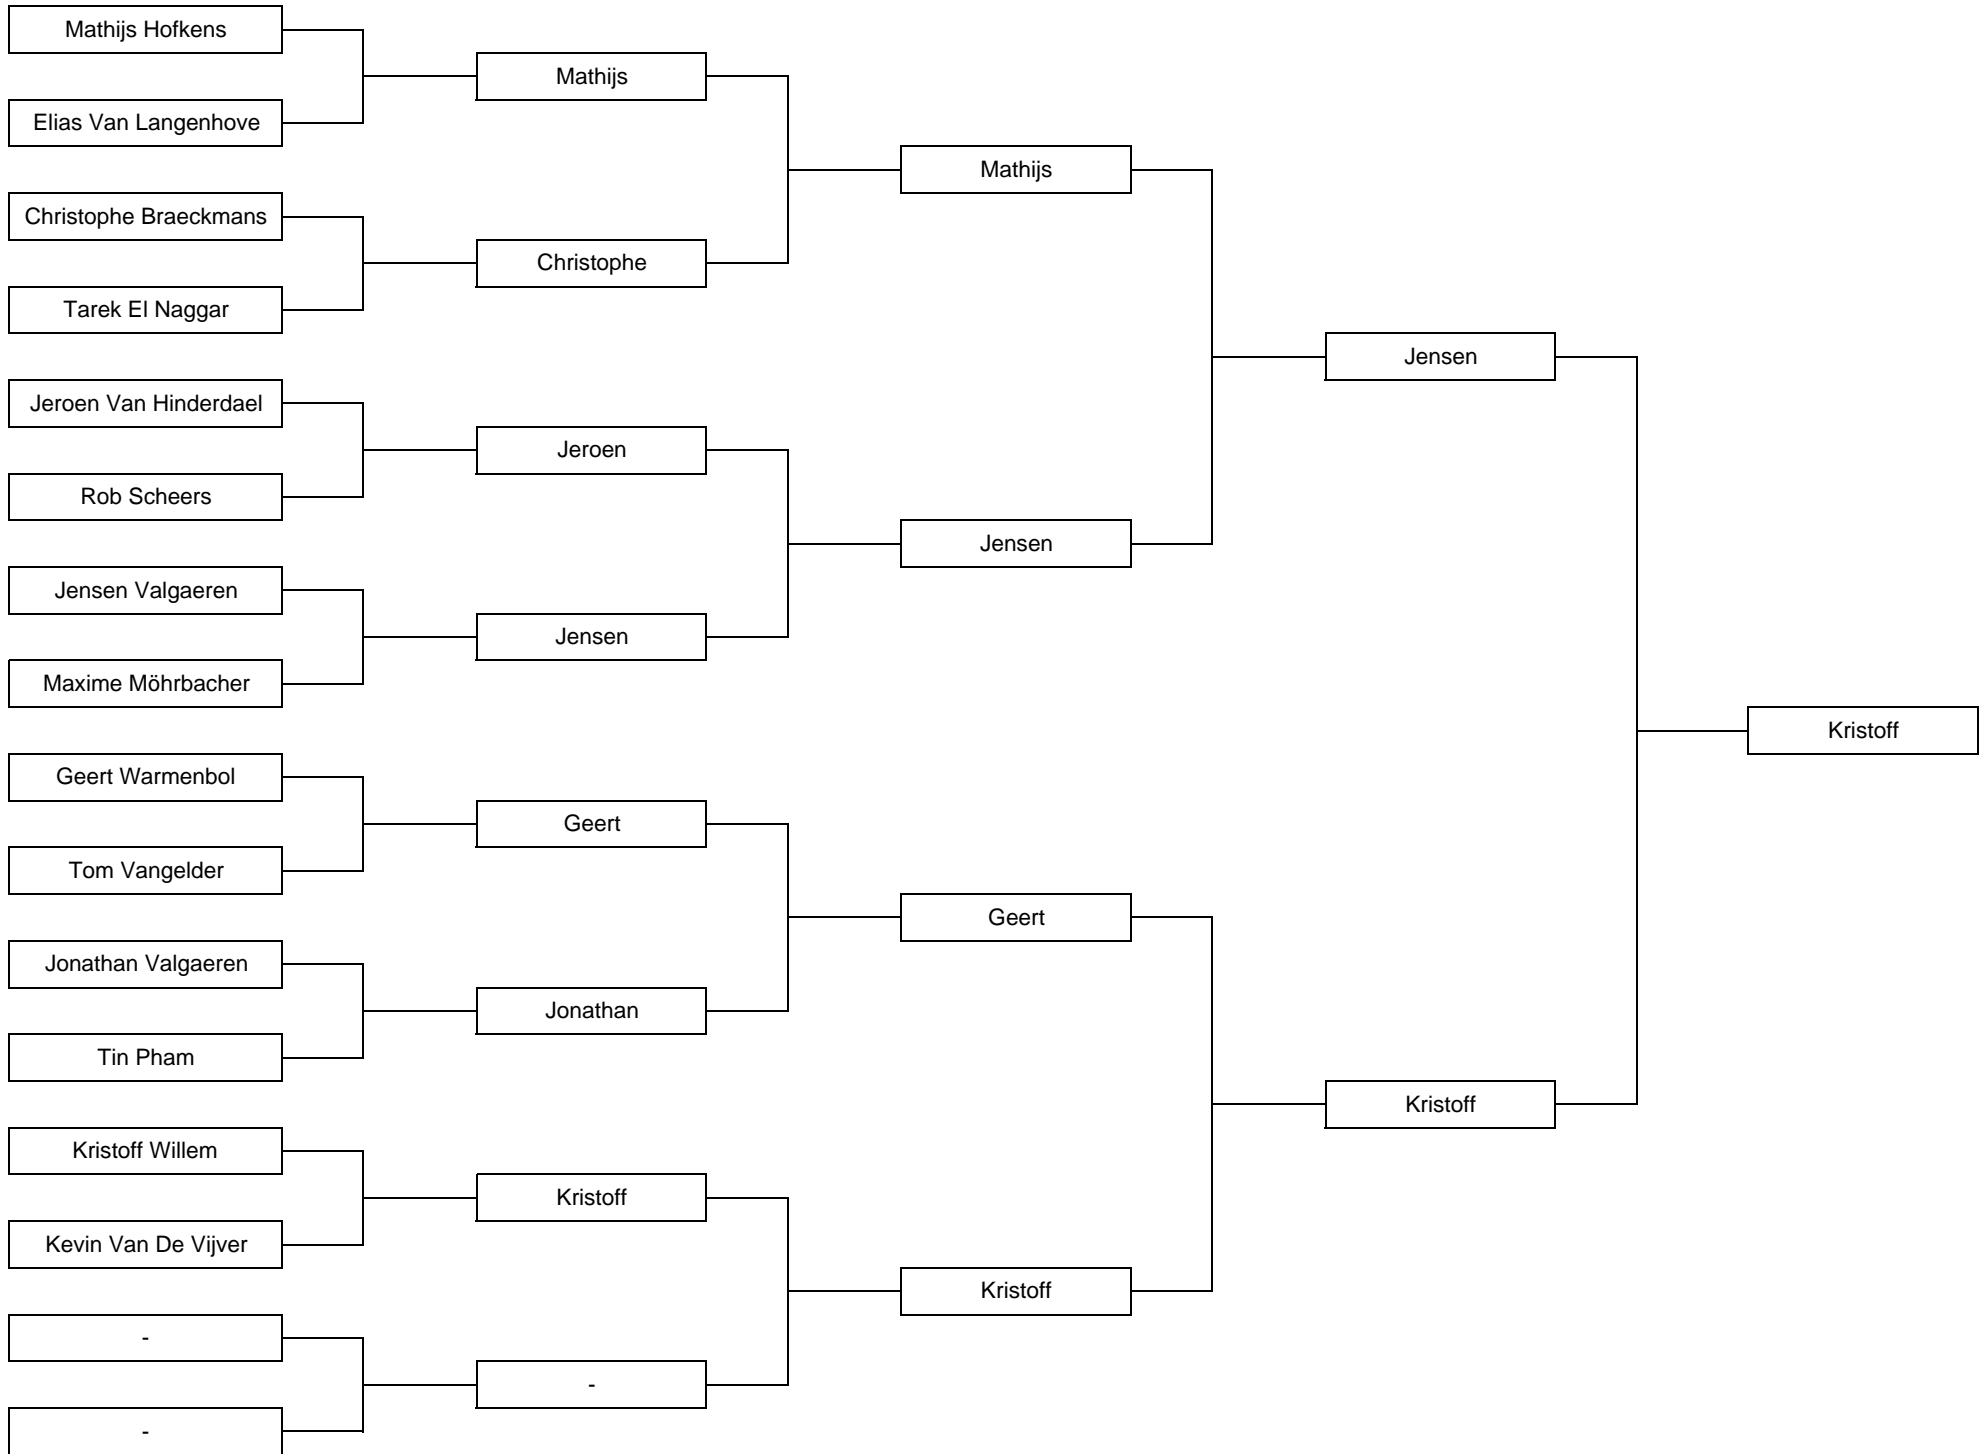 Mathijs Hofkens
Mathijs
Elias Van Langenhove
Mathijs
Christophe Braeckmans
Christophe
Tarek El Naggar
Jensen
Jeroen Van Hinderdael
Jeroen
Rob Scheers
Jensen
Jensen Valgaeren
Jensen
Maxime Möhrbacher
Kristoff
Geert Warmenbol
Geert
Tom Vangelder
Geert
Jonathan Valgaeren
Jonathan
Tin Pham
Kristoff
Kristoff Willem
Kristoff
Kevin Van De Vijver
Kristoff
-
-
-